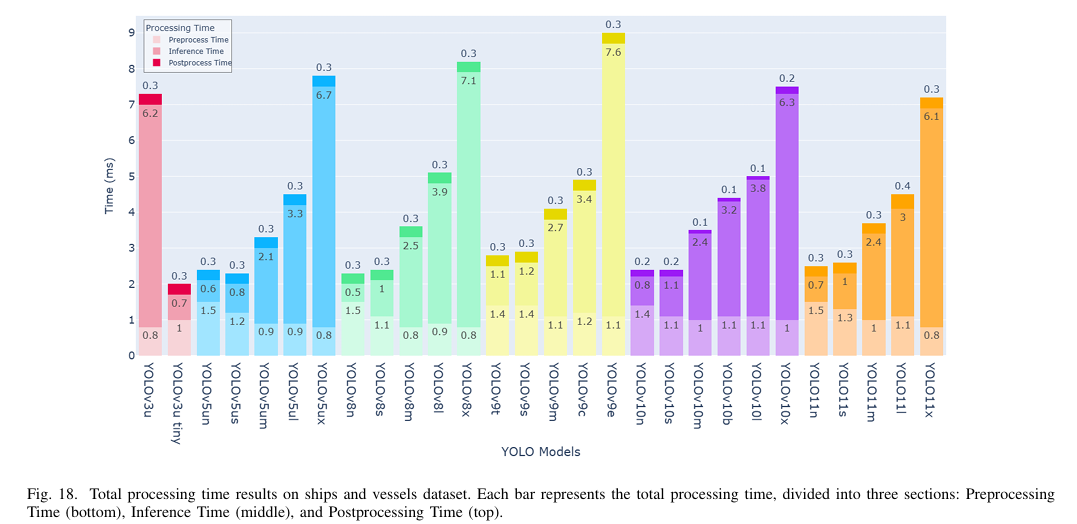 Processing Time
Preprocess Time
Inference Time
Postprocess Time
Time (ms)
9
8
7
6
5
4
3
2
1
0
0.3 0.3 0.3 0.3 0.3 0.3 0.3 0.3 0.3 0.3 0.3 0.3 0.3 0.3 0.3 0.3 0.3 0.2 0.2 0.1 0.1 0.1 0.2 0.3 0.3 0.3 0.4 0.3
6.2 0.7 0.6 0.8 2.1 3.3 6.7 0.5 1 2.5 3.9 7.1 1.1 1.2 2.7 3.4 7.6 0.8 1.1 2.4 3.2 3.8 6.3 0.7 1 2.4 3 6.1
0.8 1 1.5 1.2 0.9 0.9 0.8 1.5 1.1 0.8 0.9 0.8 1.4 1.4 1.1 1.2 1.1 1.4 1.1 1 1.1 1.1 1 1.5 1.3 1 1.1 0.8
YOLOv3u
YOLOv3u tiny
YOLOv5un
YOLOv5us
YOLOv5um
YOLOv5ul
YOLOv5ux
YOLOv8n
YOLOv8s
YOLOv8m
YOLOv8l
YOLOv8x
YOLOv9t
YOLOv9s
YOLOv9m
YOLOv9c
YOLOv9e
YOLOv10n
YOLOv10s
YOLOv10m
YOLOv10b
YOLOv10l
YOLOv10x
YOLO11n
YOLO11s
YOLO11m
YOLO11l
YOLO11x
YOLO Models
Fig. 18. Total processing time results on ships and vessels dataset. Each bar represents the total processing time, divided into three sections: Preprocessing
Time (bottom), Inference Time (middle), and Postprocessing Time (top).